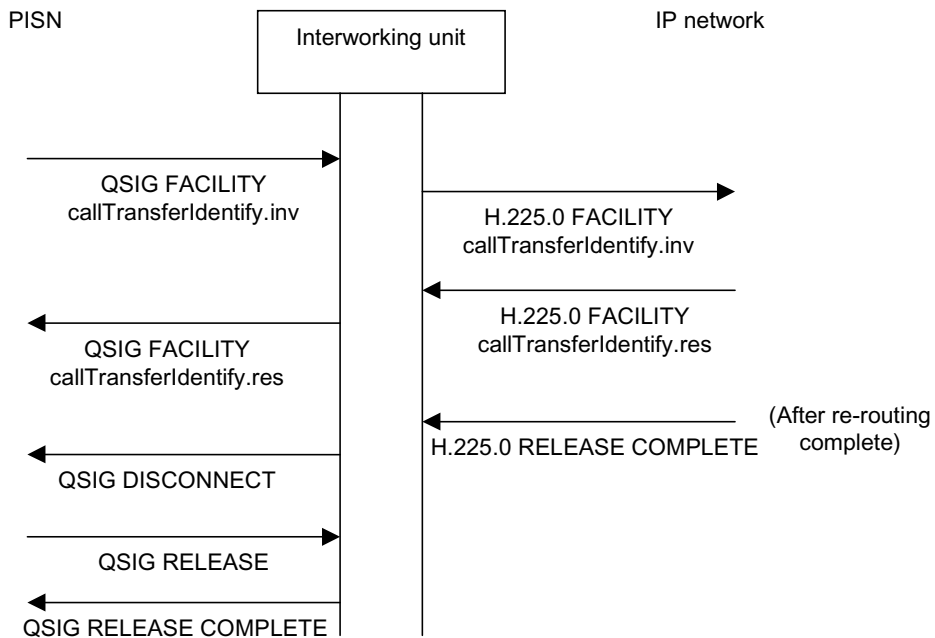 PISN
Interworking unit
IP network
QSIG FACILITY
callTransferIdentify.inv
H.225.0 FACILITY
callTransferIdentify.inv
H.225.0 FACILITY
callTransferIdentify.res
QSIG FACILITY
callTransferIdentify.res
(After re-routing
complete)
H.225.0 RELEASE COMPLETE
QSIG DISCONNECT
QSIG RELEASE
QSIG RELEASE COMPLETE